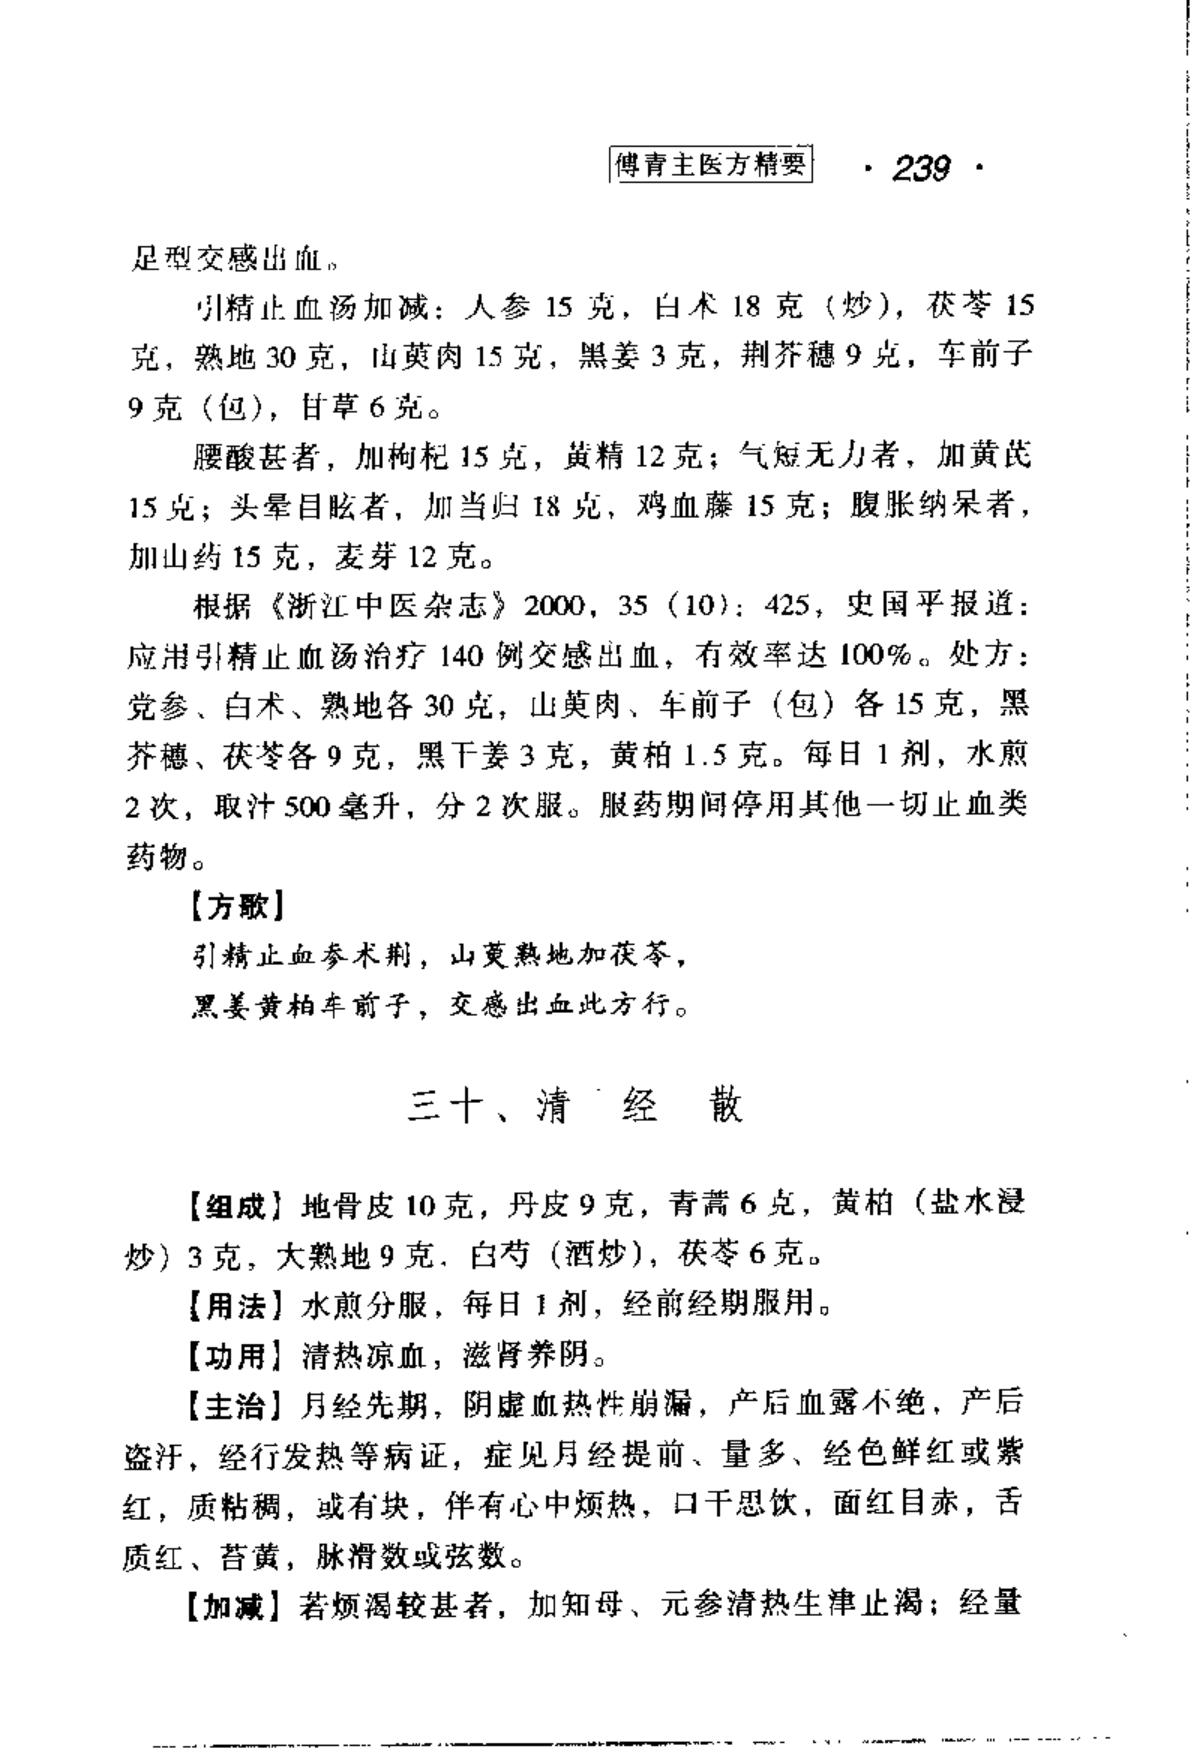 傅青主医方精要 · 239 ·
足型交感出血。
引精止血汤加减：人参 15 克，白术 18 克（炒），茯苓 15
克，熟地 30 克，山萸肉 15 克，黑姜 3 克，荆芥穗 9 克，车前子
9 克（包），甘草 6 克。
腰酸甚者，加枸杞 15 克，黄精 12 克；气短无力者，加黄芪
15 克；头晕目眩者，加当归 18 克，鸡血藤 15 克；腹胀纳呆者，
加山药 15 克，麦芽 12 克。
根据《浙江中医杂志》2000，35（10）：425，史国平报道：
应用引精止血汤治疗 140 例交感出血，有效率达 100%。处方：
党参、白术、熟地各 30 克，山萸肉、车前子（包）各 15 克，黑
芥穗、茯苓各 9 克，黑干姜 3 克，黄柏 1.5 克。每日 1 剂，水煎
2 次，取汁 500 毫升，分 2 次服。服药期间停用其他一切止血类
药物。
【方歌】
引精止血参术荆，山萸熟地加茯苓，
黑姜黄柏车前子，交感出血此方行。
三十、清 经 散
【组成】地骨皮 10 克，丹皮 9 克，青蒿 6 克，黄柏（盐水浸
炒）3 克，大熟地 9 克，白芍（酒炒），茯苓 6 克。
【用法】水煎分服，每日 1 剂，经前经期服用。
【功用】清热凉血，滋肾养阴。
【主治】月经先期，阴虚血热性崩漏，产后血露不绝，产后
盗汗，经行发热等病证，症见月经提前、量多、经色鲜红或紫
红，质粘稠，或有块，伴有心中烦热，口干思饮，面红目赤，舌
质红、苔黄，脉滑数或弦数。
【加减】若烦渴较甚者，加知母、元参清热生津止渴；经量